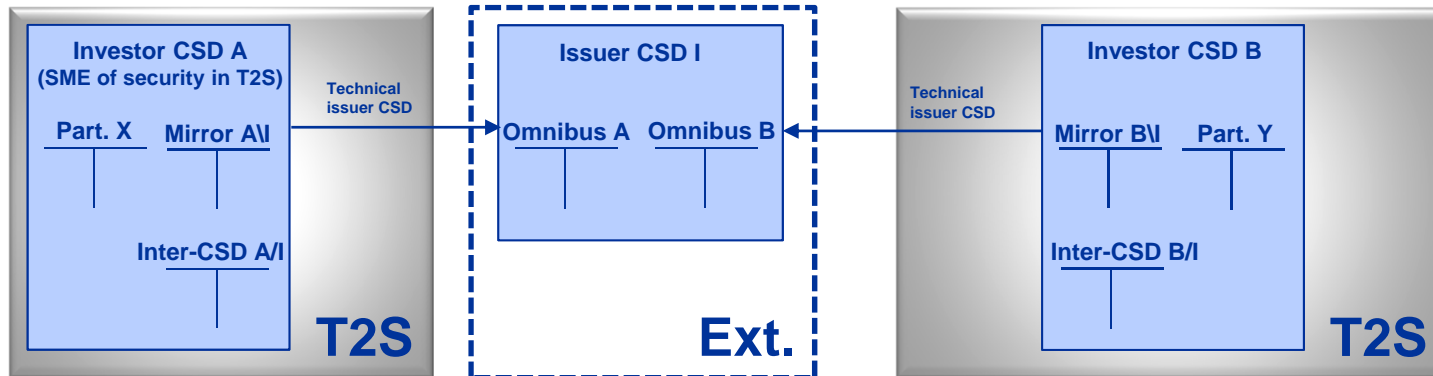 Investor CSD A
(SME of security in T2S)
Part. X
Mirror A\I
Inter-CSD A/I
T2S
Technical
issuer CSD
Issuer CSD I
Omnibus A
Omnibus B
Ext.
Technical
issuer CSD
Investor CSD B
Mirror B\I
Part. Y
Inter-CSD B/I
T2S